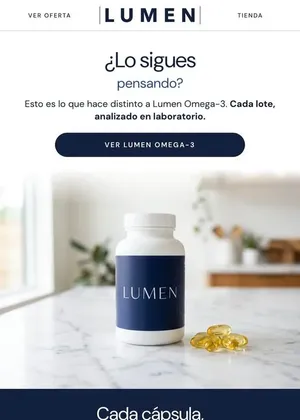 VER OFERTA
LUMEN
TIENDA
¿Lo sigues
pensando?
Esto es lo que hace distinto a Lumen Omega-3. Cada lote,
analizado en laboratorio.
VER LUMEN OMEGA-3
LUMEN
Cada cápsula.